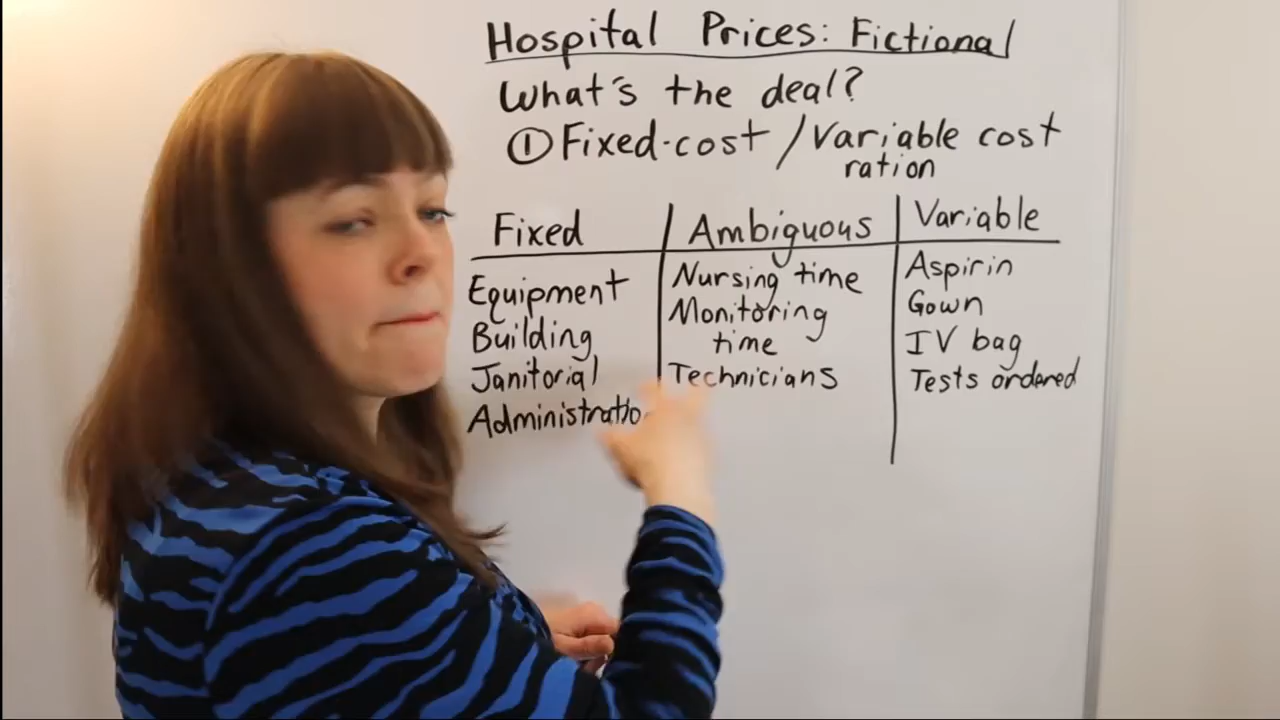 Hospital Prices: Fictional
What's the deal?
① Fixed-cost / Variable cost
ration
Fixed | Ambiguous | Variable
Equipment Nursing time Aspirin
Building Monitoring Gown
time IV bag
Janitorial Technicians Tests ordered
Administratio